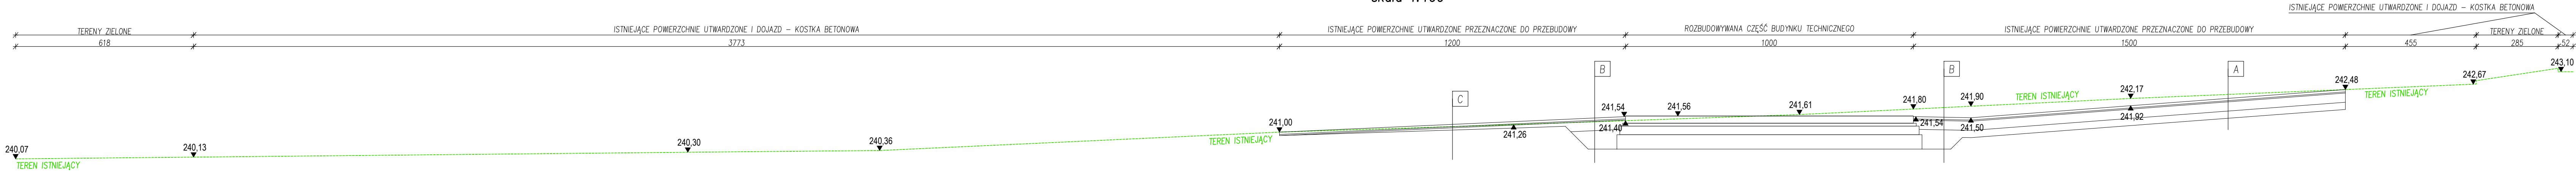 ISTNIEJĄCE POWIERZCHNIE UTWARDZONE I DOJAZD - KOSTKA BETONOWA
TERENY ZIELONE
ISTNIEJĄCE POWIERZCHNIE UTWARDZONE I DOJAZD - KOSTKA BETONOWA
ISTNIEJĄCE POWIERZCHNIE UTWARDZONE PRZEZNACZONE DO PRZEBUDOWY
ROZBUDOWYWANA CZĘŚĆ BUDYNKU TECHNICZNEGO
ISTNIEJĄCE POWIERZCHNIE UTWARDZONE PRZEZNACZONE DO PRZEBUDOWY
TERENY ZIELONE
618
3773
1200
1000
1500
455
285
52
B
B
A
C
243,10
242,67
242,48
242,17
TEREN ISTNIEJĄCY
TEREN ISTNIEJĄCY
241,90
241,80
241,61
241,56
241,54
241,00
241,40
241,26
241,54
241,50
241,92
TEREN ISTNIEJĄCY
240,36
240,30
240,13
240,07
TEREN ISTNIEJĄCY